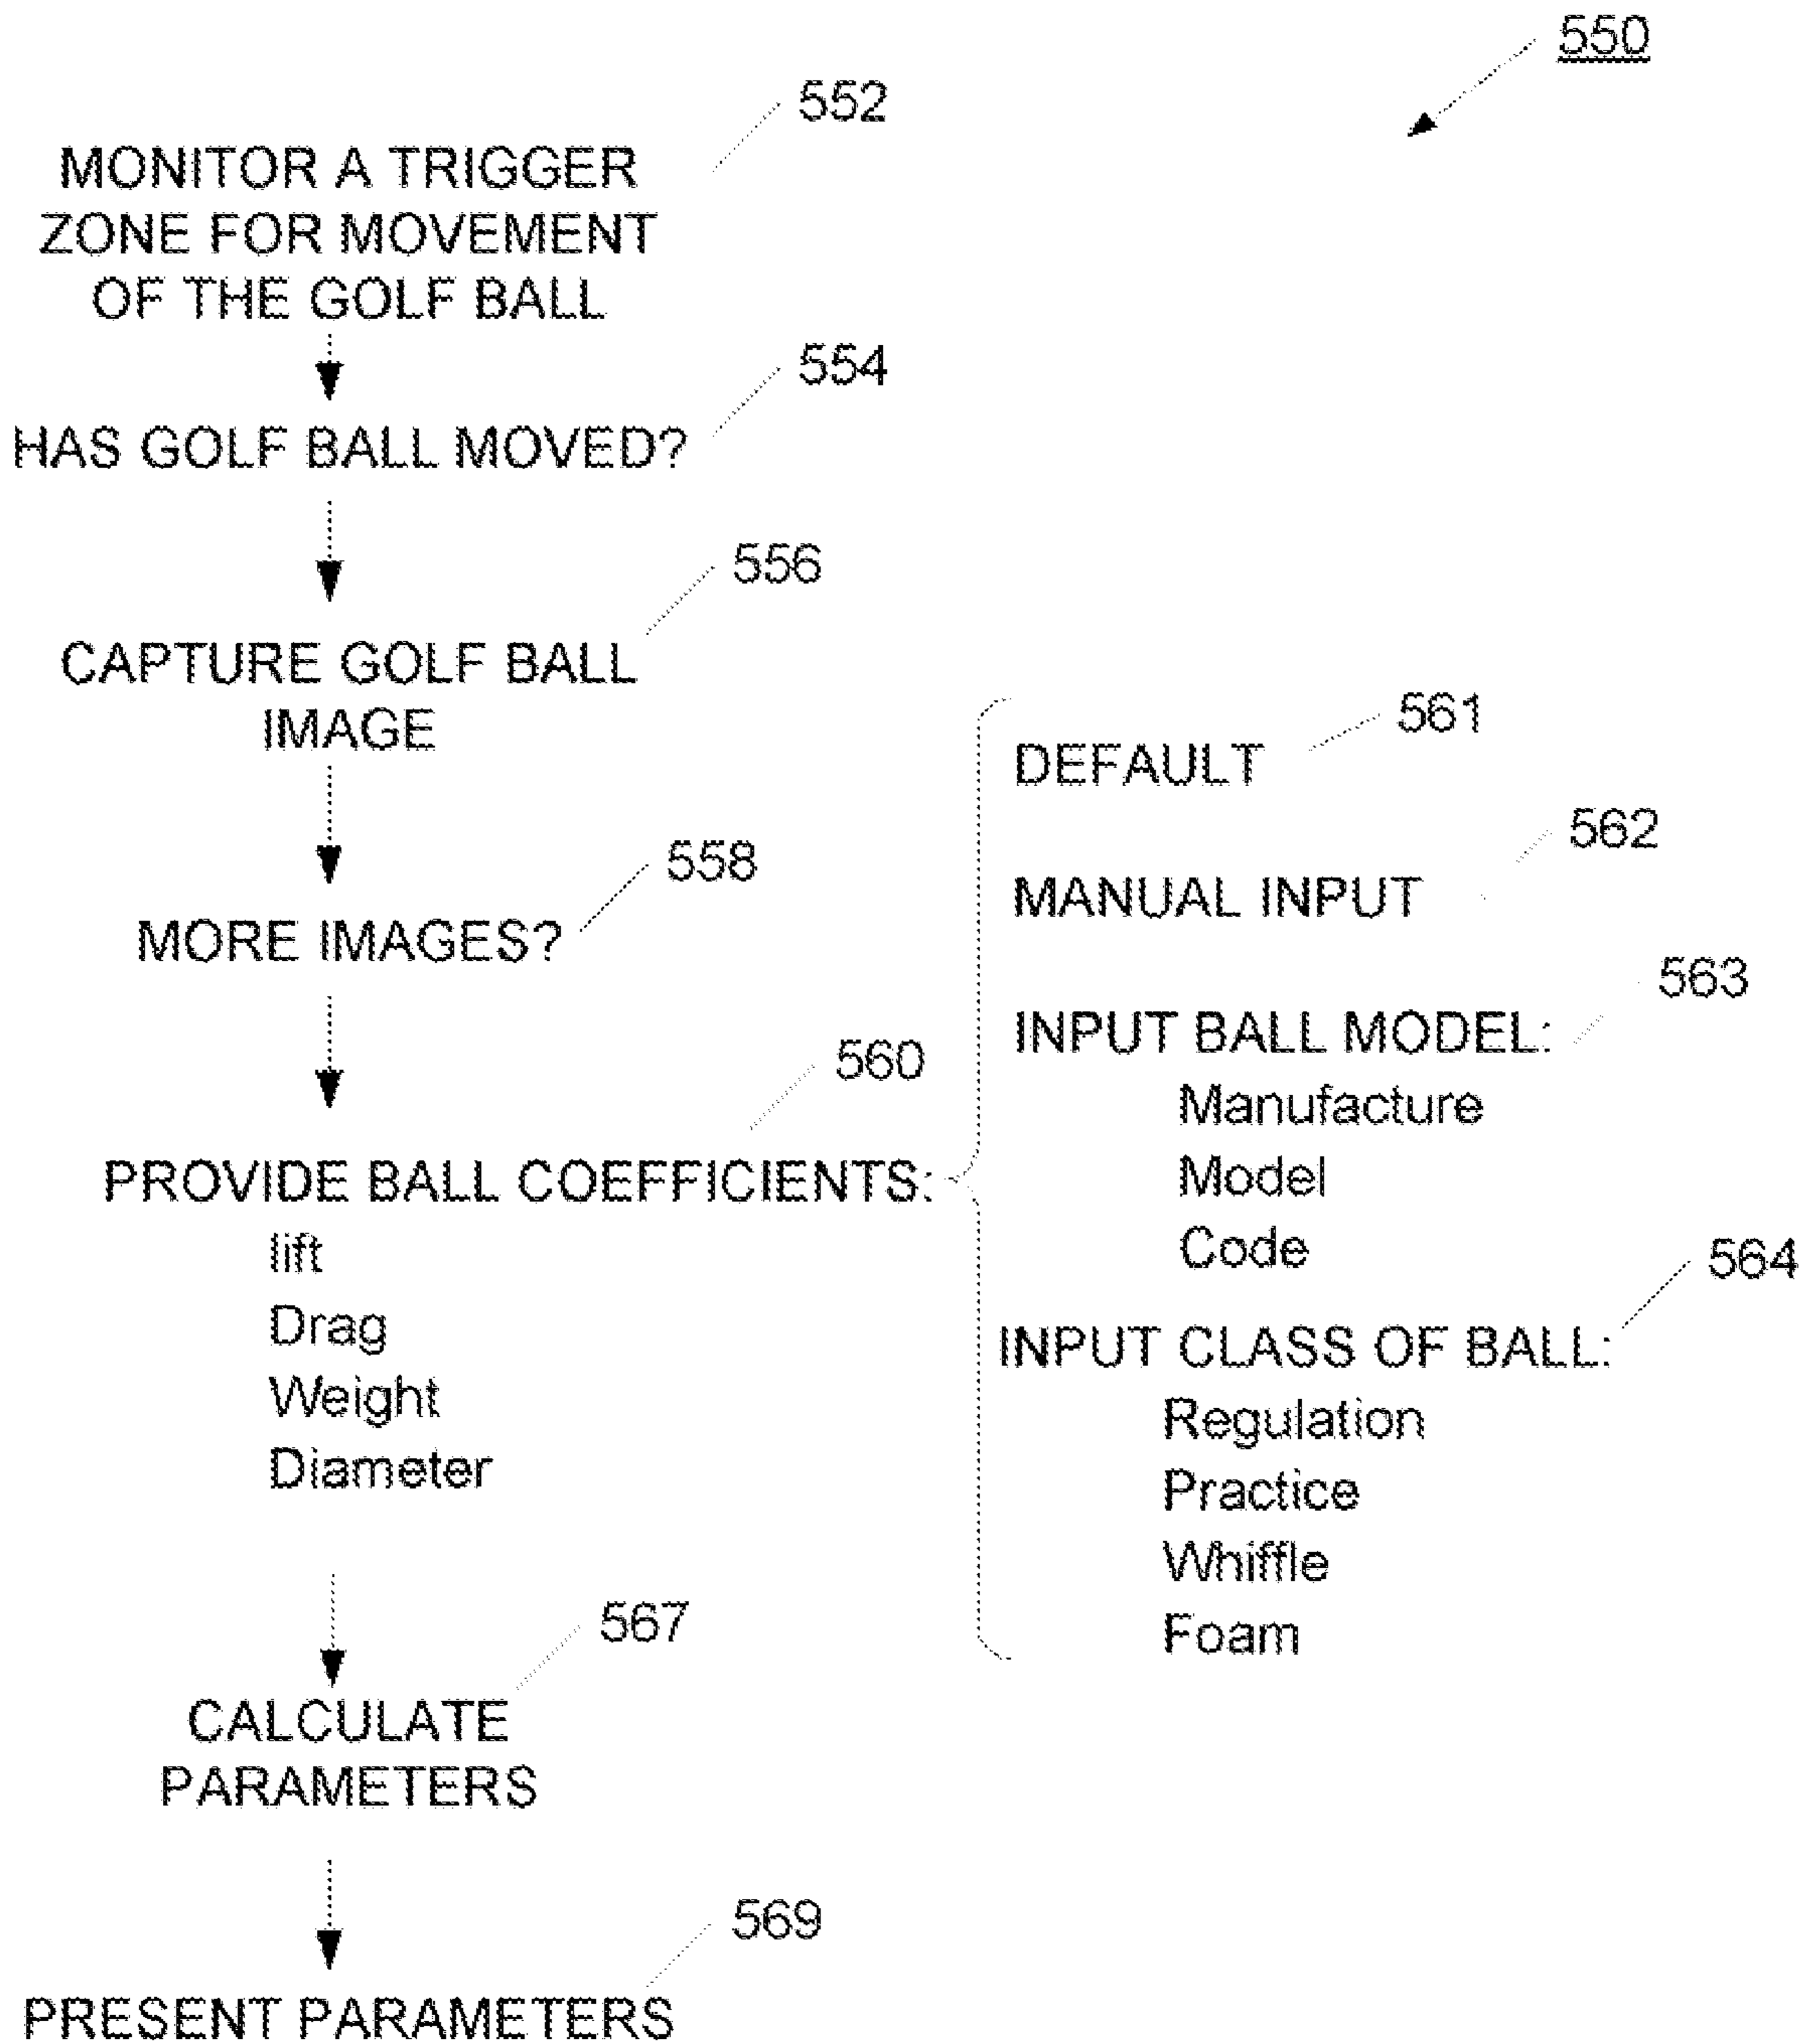 550
552
MONITOR A TRIGGER
ZONE FOR MOVEMENT
OF THE GOLF BALL
554
HAS GOLF BALL MOVED?
556
CAPTURE GOLF BALL
IMAGE
558
MORE IMAGES?
560
PROVIDE BALL COEFFICIENTS:
lift
Drag
Weight
Diameter
561
DEFAULT
562
MANUAL INPUT
563
INPUT BALL MODEL:
Manufacture
Model
Code
564
INPUT CLASS OF BALL:
Regulation
Practice
Whiffle
Foam
567
CALCULATE
PARAMETERS
569
PRESENT PARAMETERS